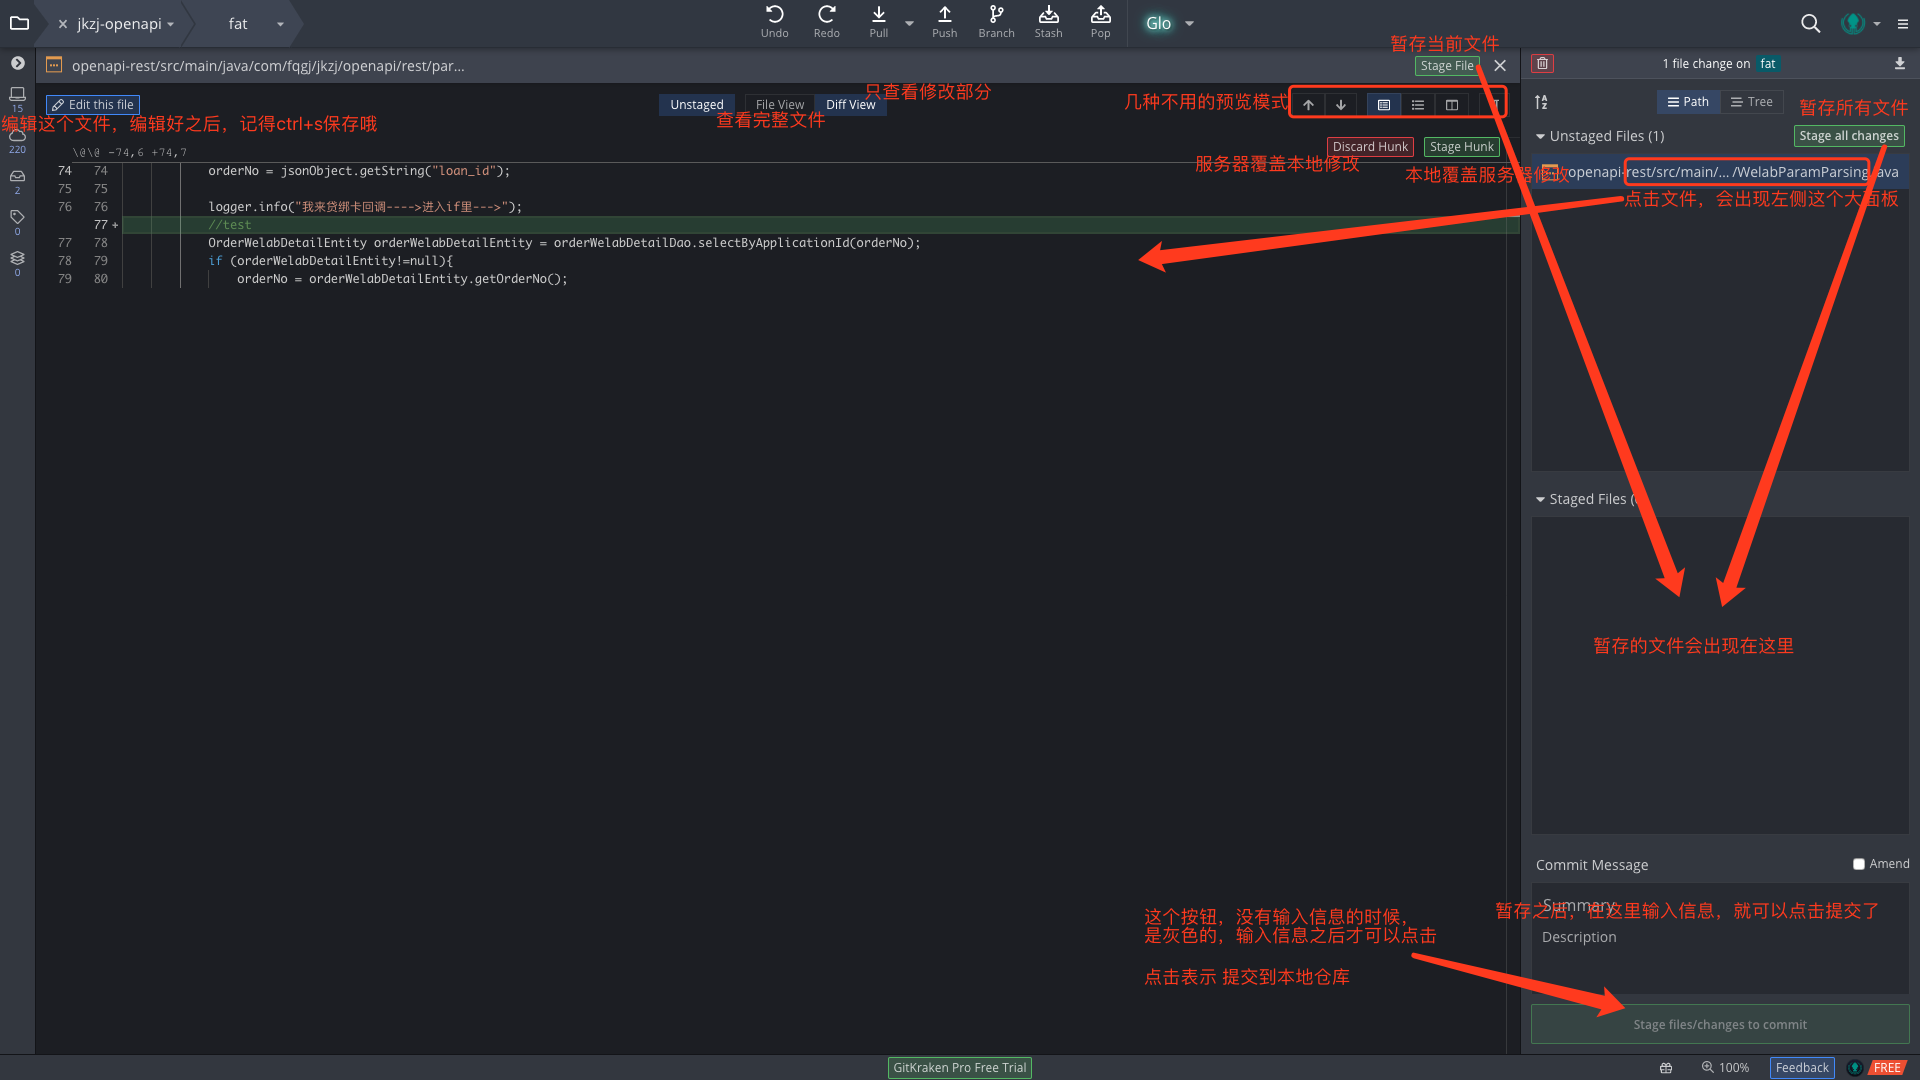 jkzj-openapi
fat
Undo
Redo
Pull
Push
Branch
Stash
Pop
Glo
暂存当前文件
openapi-rest/src/main/java/com/fqgj/jkzj/openapi/rest/par...
Stage File
1 file change on fat
Edit this file
Unstaged
File View
Diff View
只查看修改部分
查看完整文件
几种不用的预览模式
Path
Tree
暂存所有文件
编辑这个文件，编辑好之后，记得ctrl+s保存哦
15
220
2
0
0
Unstaged Files (1)
Stage all changes
\@\@ -74,6 +74,7
Discard Hunk
Stage Hunk
服务器覆盖本地修改
本地覆盖服务器修改
openapi-rest/src/main/... /WelabParamParsing
点击文件，会出现左侧这个大面板
74 74 orderNo = jsonObject.getString("loan_id");
75 75
76 76 logger.info("我来贷绑卡回调---->进入if里--->");
77 + //test
77 78 OrderWelabDetailEntity orderWelabDetailEntity = orderWelabDetailDao.selectByApplicationId(orderNo);
78 79 if (orderWelabDetailEntity!=null){
79 80 orderNo = orderWelabDetailEntity.getOrderNo();
Staged Files
暂存的文件会出现在这里
Commit Message
Amend
Summary
暂存之后，在这里输入信息，就可以点击提交了
Description
这个按钮，没有输入信息的时候，
是灰色的，输入信息之后才可以点击
点击表示 提交到本地仓库
Stage files/changes to commit
GitKraken Pro Free Trial
100%
Feedback
FREE